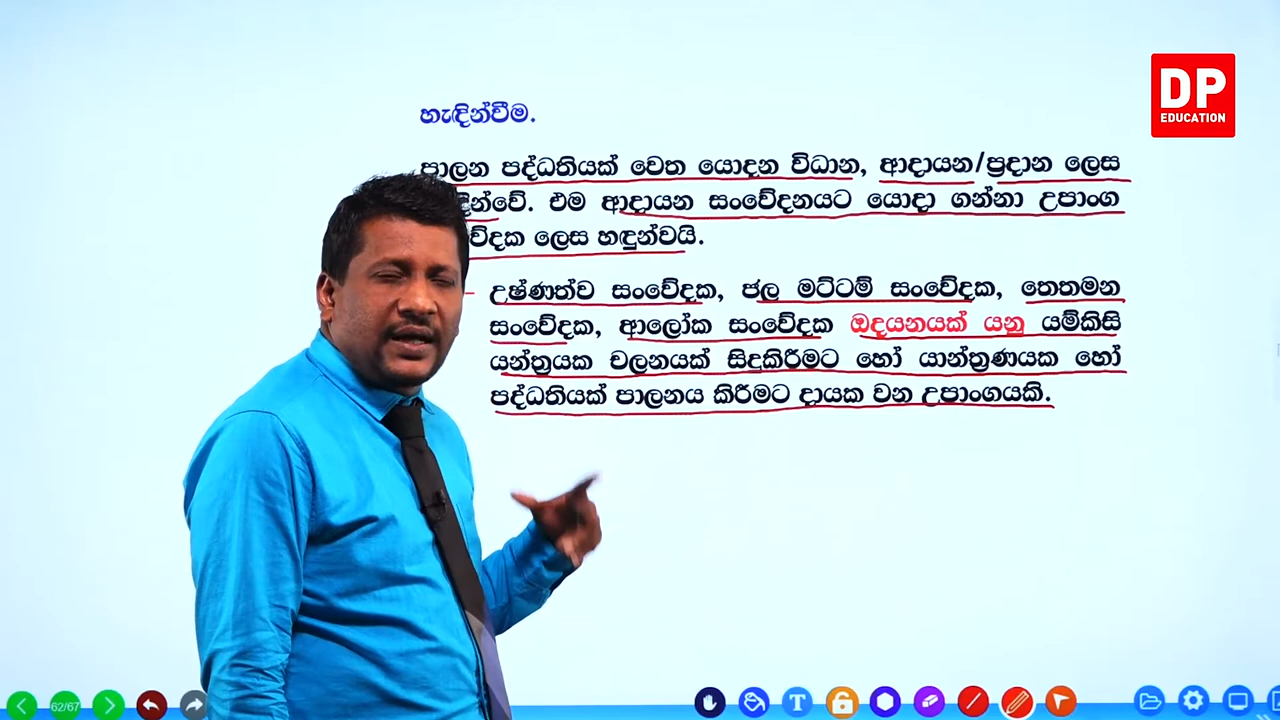 DP
EDUCATION
හැඳින්වීම.
පාලන පද්ධතියක් වෙත යොදන විධාන, ආදායන/ප්‍රදාන ලෙස
එම ආදායන සංවේදනයට යොදා ගන්නා උපාංග
ලෙස හඳුන්වයි.
උෂ්ණත්ව සංවේදක, ජල මට්ටම් සංවේදක, තෙතමන
සංවේදක, ආලෝක සංවේදක ඔදයනයක් යනු යම්කිසි
යන්ත්‍රයක චලනයක් සිදුකිරීමට හෝ යාන්ත්‍රණයක හෝ
පද්ධතියක් පාලනය කිරීමට දායක වන උපාංගයකි.
62/67
T